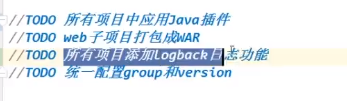 //TODO 所有项目中应用Java插件
//TODO web子项目打包成WAR
//TODO 所有项目添加logback日志功能
//TODO 统一配置group和version